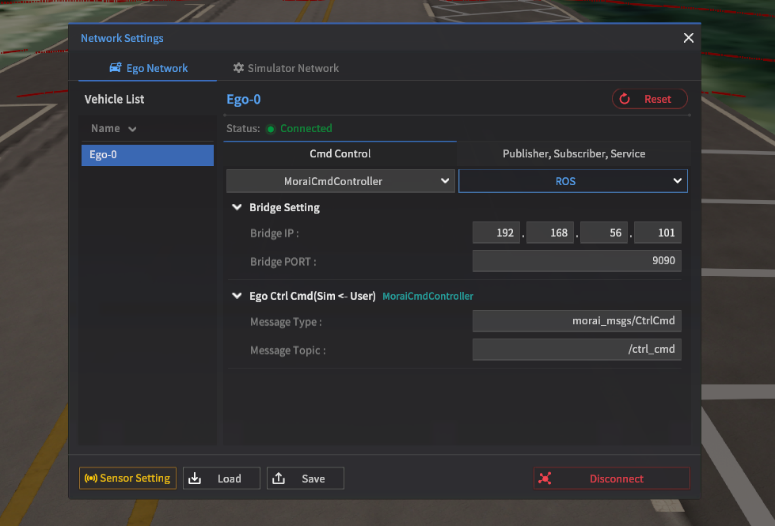 Network Settings
Ego Network
Simulator Network
Vehicle List
Name
Ego-0
Ego-0
Reset
Status: Connected
Cmd Control
Publisher, Subscriber, Service
MoraiCmdController
ROS
Bridge Setting
Bridge IP : 192 . 168 . 56 . 101
Bridge PORT : 9090
Ego Ctrl Cmd(Sim <- User) MoraiCmdController
Message Type : morai_msgs/CtrlCmd
Message Topic : /ctrl_cmd
Sensor Setting
Load
Save
Disconnect